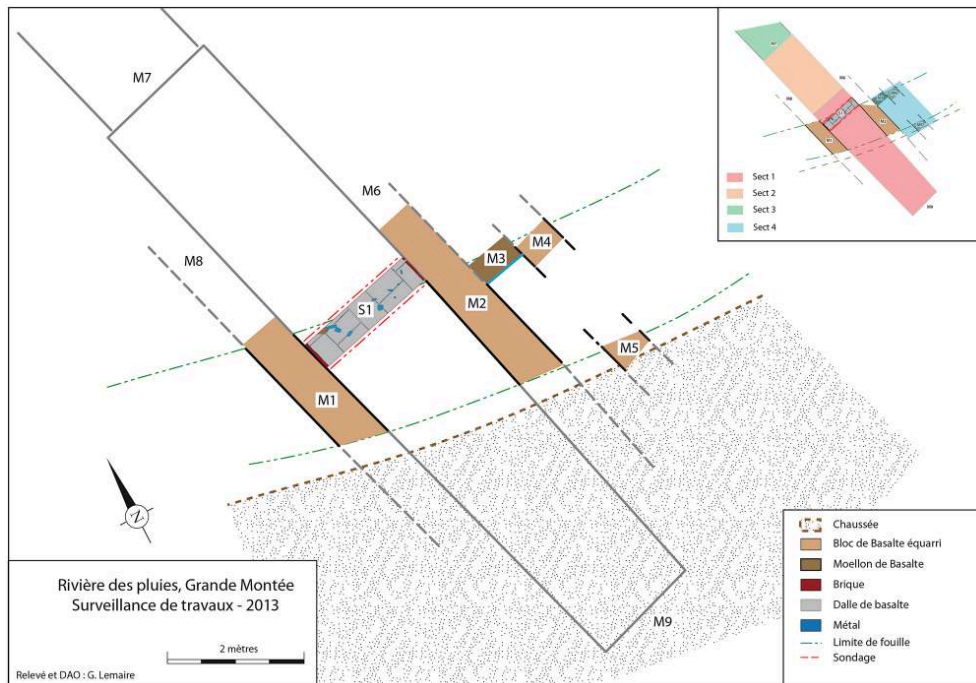 M7
M6
M8
M3
M4
S1
M2
M5
M1
M9
N
Sect 1
Sect 2
Sect 3
Sect 4
Rivière des pluies, Grande Montée
Surveillance de travaux - 2013
2 mètres
Relevé et DAO : G. Lemaire
Chaussée
Bloc de Basalte équarri
Moellon de Basalte
Brique
Dalle de basalte
Métal
Limite de fouille
Sondage